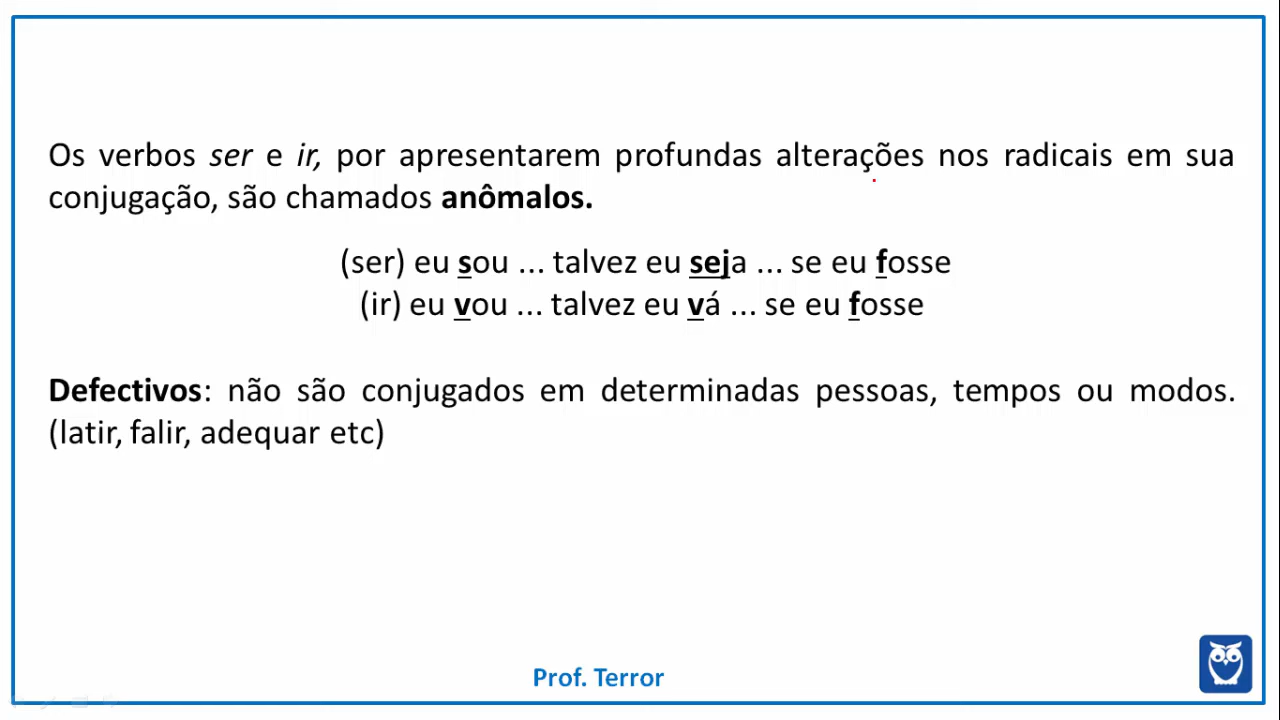 Os verbos ser e ir, por apresentarem profundas alterações nos radicais em sua
conjugação, são chamados anômalos.
(ser) eu sou ... talvez eu seja ... se eu fosse
(ir) eu vou ... talvez eu vá ... se eu fosse
Defectivos: não são conjugados em determinadas pessoas, tempos ou modos.
(latir, falir, adequar etc)
Prof. Terror